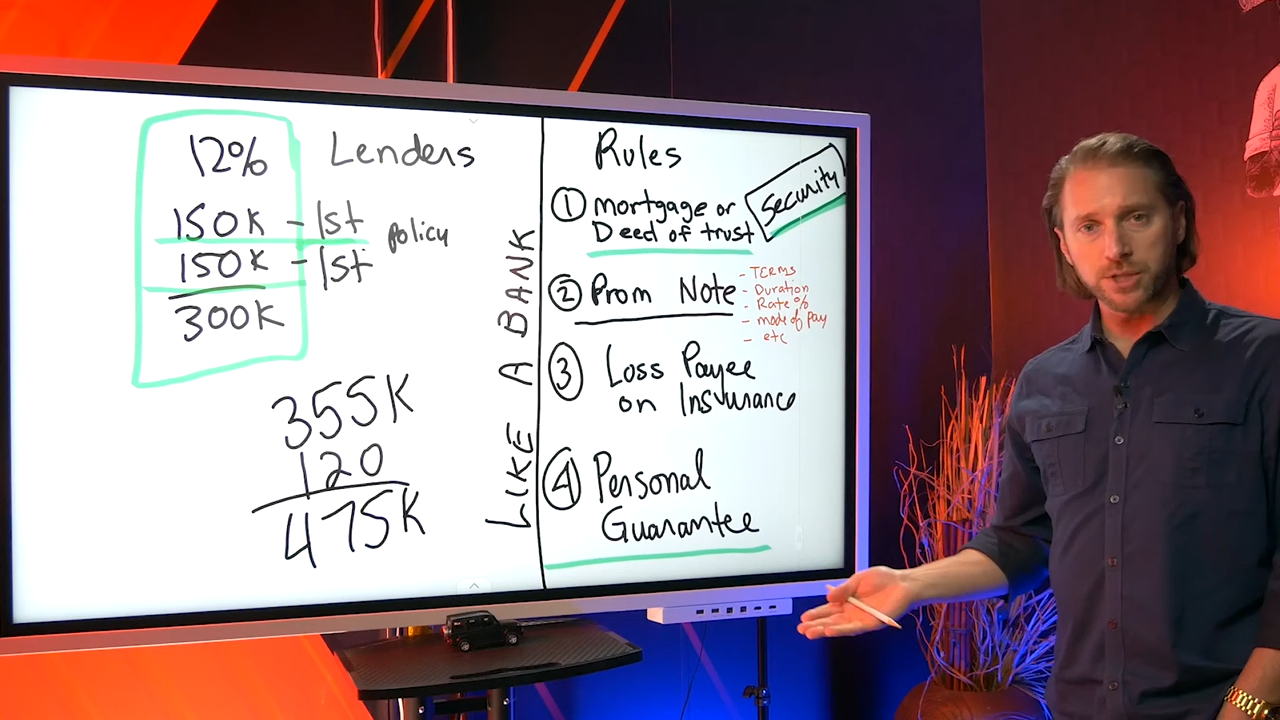 12% Lenders
150K - 1st
policy
150K - 1st
300K
355K
120
475K
LIKE A BANK
Rules
Security
① mortgage or
Deed of trust
② Prom Note
- TERMS
- Duration
- Rate %
- mode of pay
- etc
③ Loss Payee
on Insurance
④ Personal
Guarantee